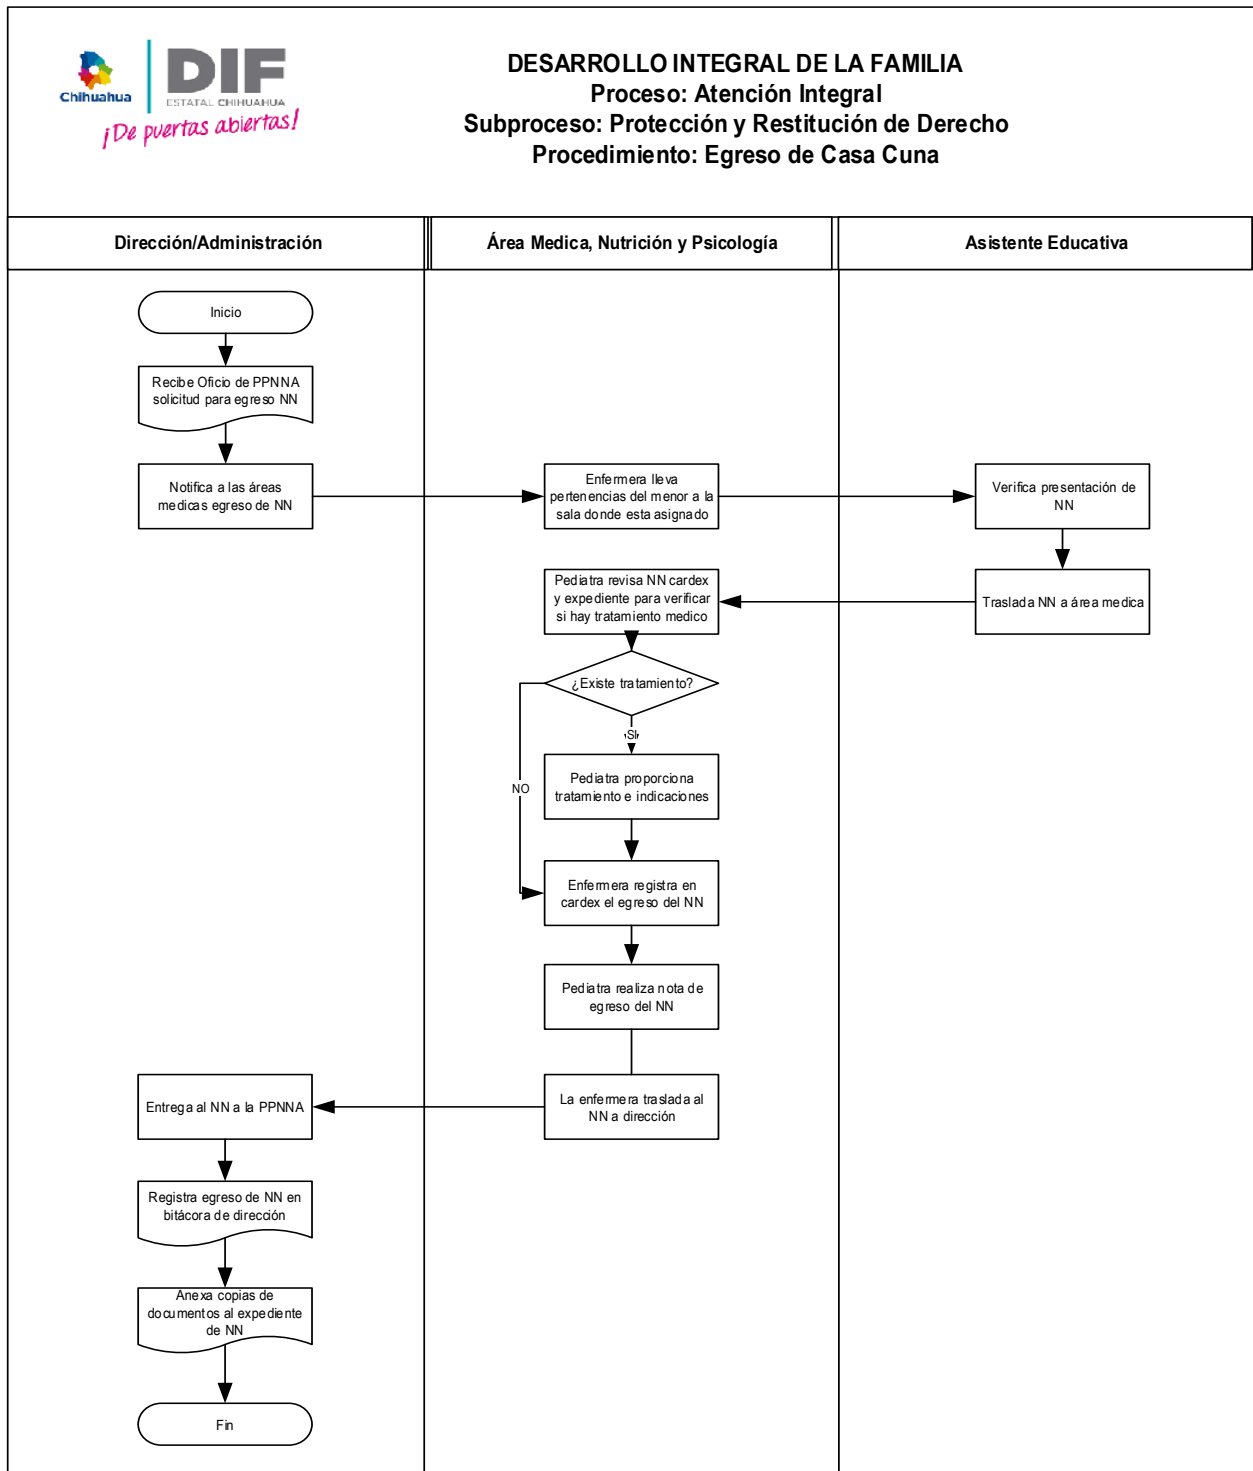 Chihuahua
DIF
ESTATAL CHIHUAHUA
¡De puertas abiertas!
DESARROLLO INTEGRAL DE LA FAMILIA
Proceso: Atención Integral
Subproceso: Protección y Restitución de Derecho
Procedimiento: Egreso de Casa Cuna
Dirección/Administración
Área Medica, Nutrición y Psicología
Asistente Educativa
Inicio
Recibe Oficio de PPNNA
solicitud para egreso NN
Notifica a las áreas
medicas egreso de NN
Enfermera lleva
pertenencias del menor a la
sala donde esta asignado
Verifica presentación de
NN
Traslada NN a área medica
Pediatra revisa NN cardex
y expediente para verificar
si hay tratamiento medico
¿Existe tratamiento?
SI
NO
Pediatra proporciona
tratamiento e indicaciones
Enfermera registra en
cardex el egreso del NN
Pediatra realiza nota de
egreso del NN
La enfermera traslada al
NN a dirección
Entrega al NN a la PPNNA
Registra egreso de NN en
bitácora de dirección
Anexa copias de
documentos al expediente
de NN
Fin